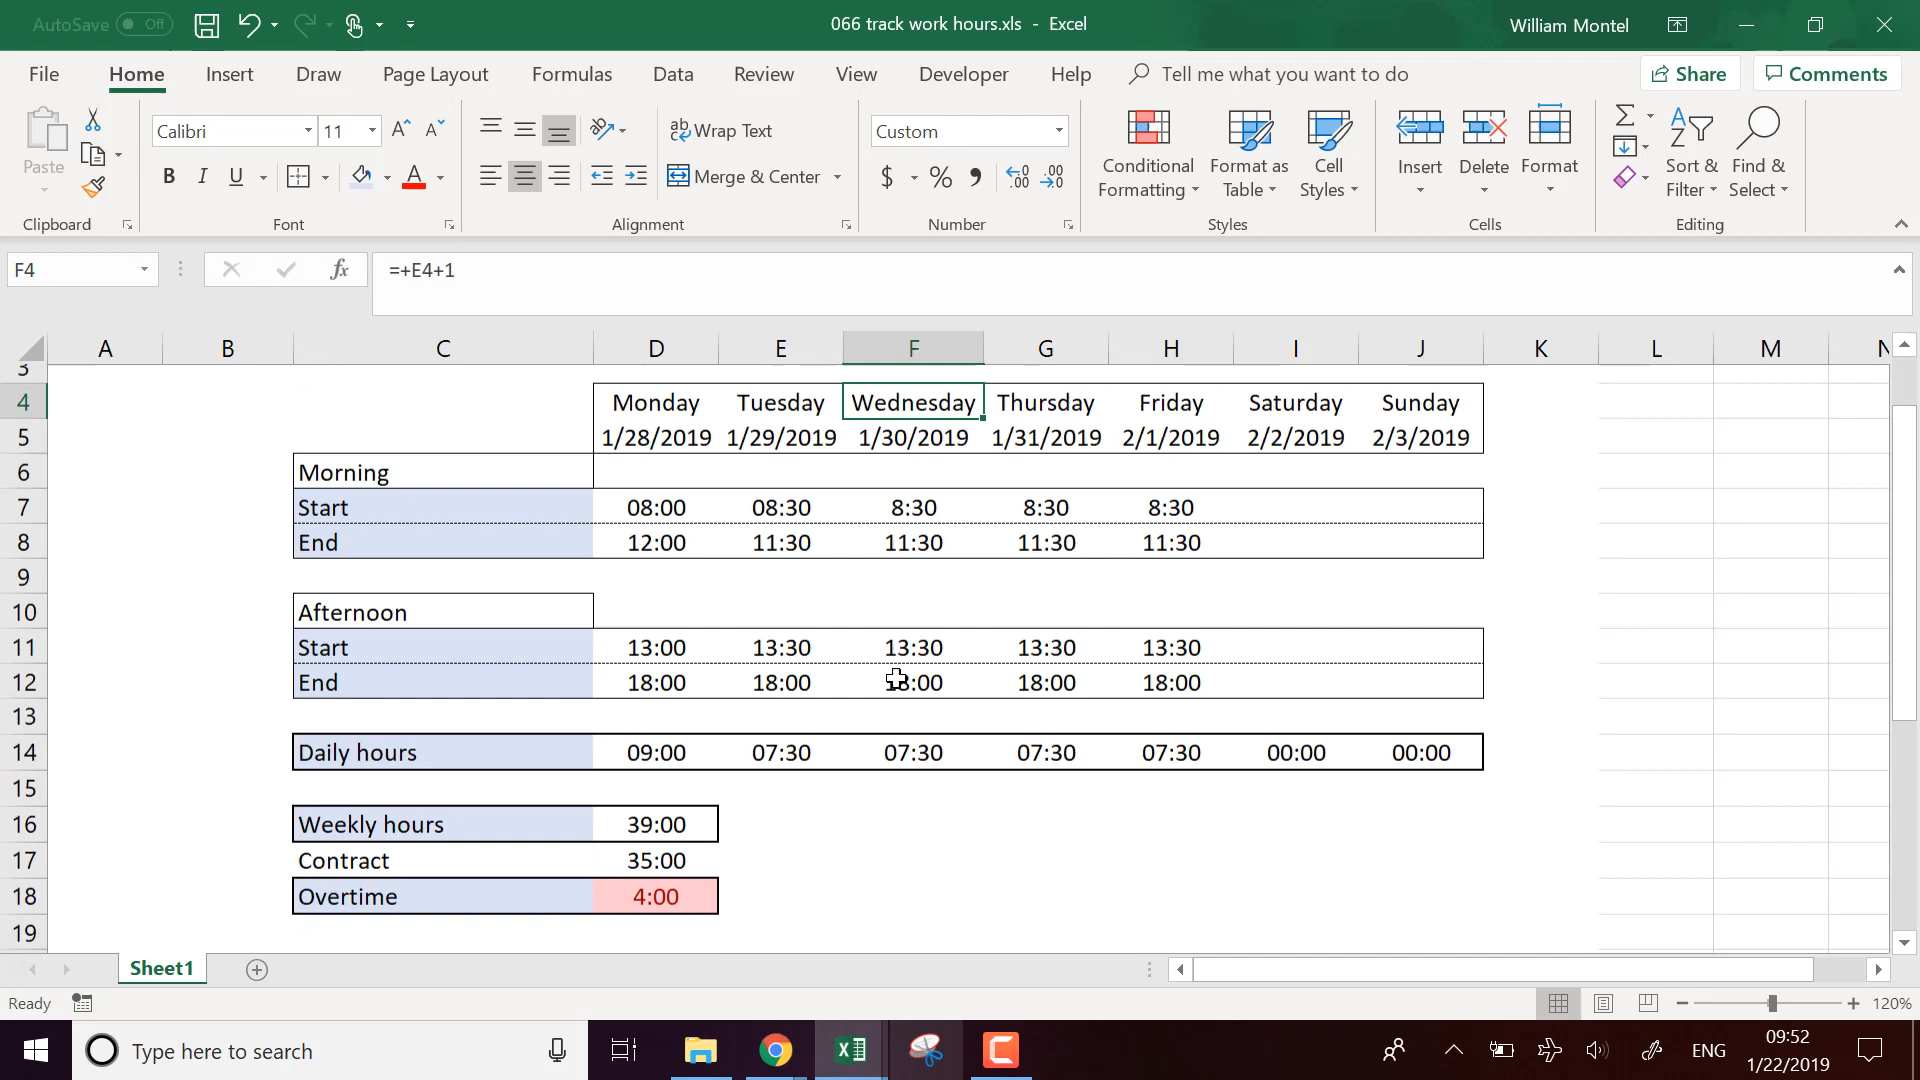 AutoSave Off
066 track work hours.xls - Excel
William Montel
File Home Insert Draw Page Layout Formulas Data Review View Developer Help Tell me what you want to do Share Comments
Paste
Clipboard
Calibri 11
B I U
Font
Wrap Text
Merge & Center
Alignment
Custom
$ %
Number
Conditional Formatting
Format as Table
Cell Styles
Styles
Insert Delete Format
Cells
Sort & Filter
Find & Select
Editing
F4 fx =+E4+1
A B C D E F G H I J K L M N
3
4 Monday Tuesday Wednesday Thursday Friday Saturday Sunday
5 1/28/2019 1/29/2019 1/30/2019 1/31/2019 2/1/2019 2/2/2019 2/3/2019
6 Morning
7 Start 08:00 08:30 8:30 8:30 8:30
8 End 12:00 11:30 11:30 11:30 11:30
9
10 Afternoon
11 Start 13:00 13:30 13:30 13:30 13:30
12 End 18:00 18:00 18:00 18:00 18:00
13
14 Daily hours 09:00 07:30 07:30 07:30 07:30 00:00 00:00
15
16 Weekly hours 39:00
17 Contract 35:00
18 Overtime 4:00
19
Sheet1
Ready
120%
Type here to search
ENG
09:52
1/22/2019